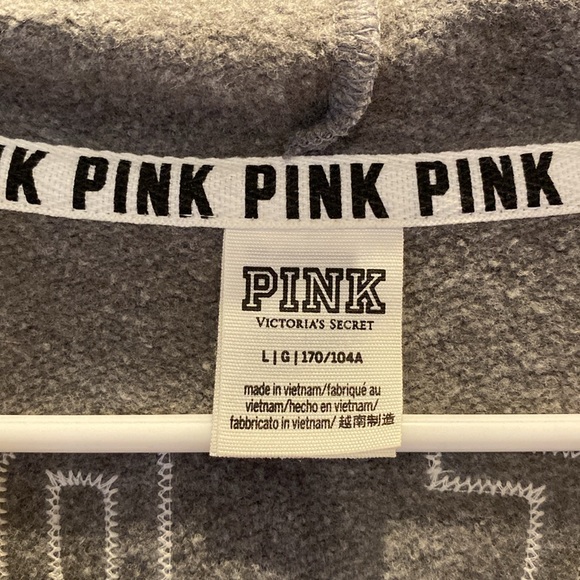 K PINK PINK PINK
PINK
VICTORIA'S SECRET
L | G | 170/104A
made in vietnam/fabriqué au
vietnam/hecho en vietnam/
fabbricato in vietnam/ 越南制造